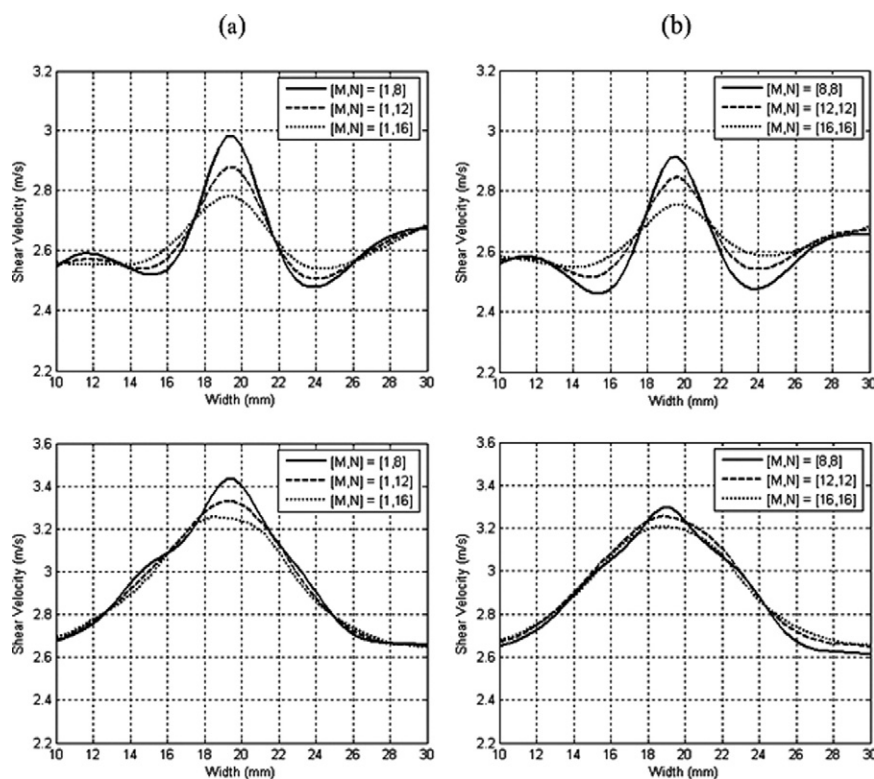 (a)
(b)
3.2
3
2.8
2.6
2.4
2.2
Shear Velocity (m/s)
[M,N] = [1,8]
[M,N] = [1,12]
[M,N] = [1,16]
10 12 14 16 18 20 22 24 26 28 30
Width (mm)
3.2
3
2.8
2.6
2.4
2.2
Shear Velocity (m/s)
[M,N] = [8,8]
[M,N] = [12,12]
[M,N] = [16,16]
10 12 14 16 18 20 22 24 26 28 30
Width (mm)
3.6
3.4
3.2
3
2.8
2.6
2.4
2.2
Shear Velocity (m/s)
[M,N] = [1,8]
[M,N] = [1,12]
[M,N] = [1,16]
10 12 14 16 18 20 22 24 26 28 30
Width (mm)
3.6
3.4
3.2
3
2.8
2.6
2.4
2.2
Shear Velocity (m/s)
[M,N] = [8,8]
[M,N] = [12,12]
[M,N] = [16,16]
10 12 14 16 18 20 22 24 26 28 30
Width (mm)